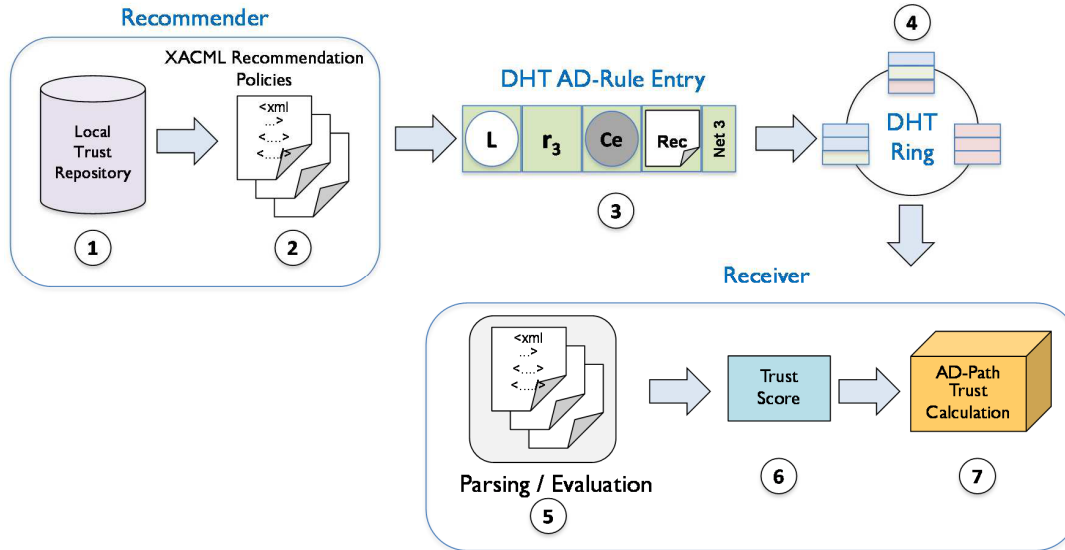 Recommender
XACML Recommendation
Policies
<xml
...>
<....>
<..../>
Local
Trust
Repository
1
2
DHT AD-Rule Entry
L
r3
Ce
Rec
Net 3
3
4
DHT
Ring
Receiver
<xml
...>
<....>
<..../>
Parsing / Evaluation
5
Trust
Score
6
AD-Path
Trust
Calculation
7